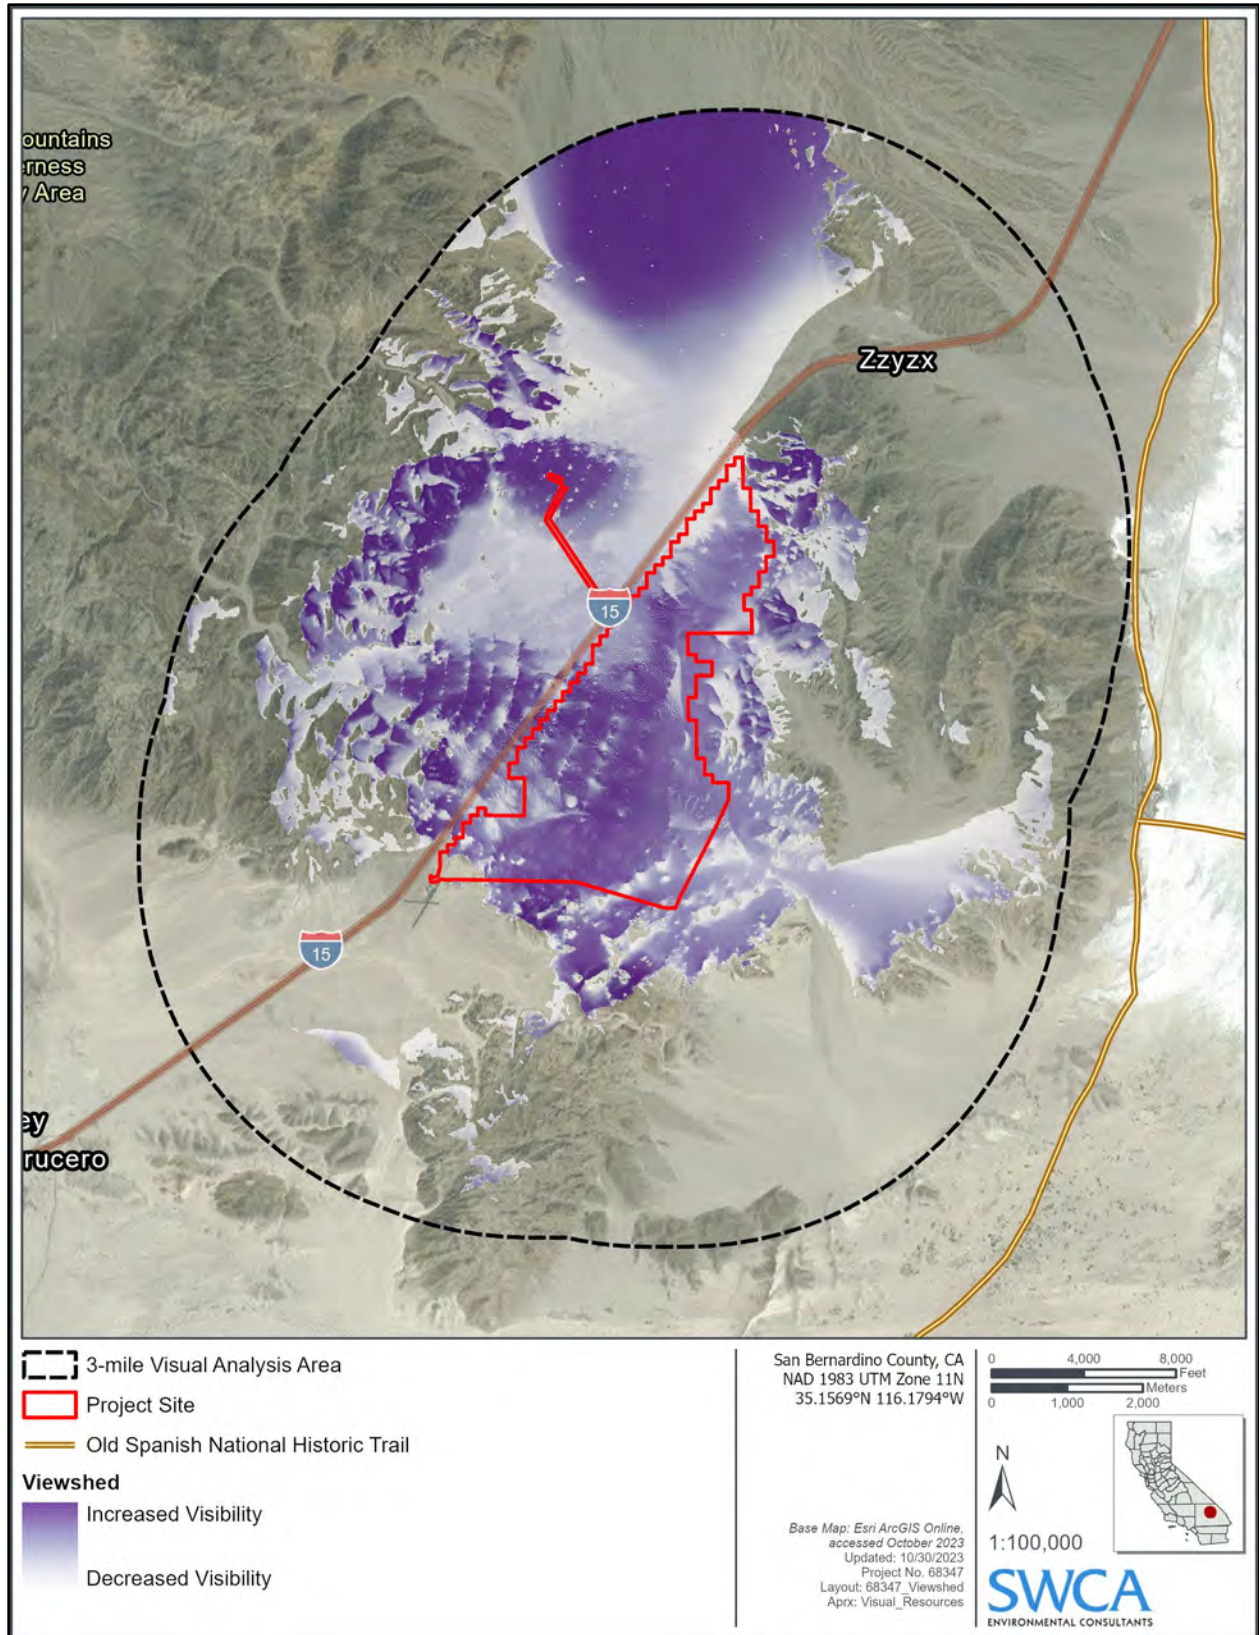 ountains
erness
y Area
Zzyzx
15
15
ey
rucero
3-mile Visual Analysis Area
Project Site
Old Spanish National Historic Trail
Viewshed
Increased Visibility
Decreased Visibility
San Bernardino County, CA
NAD 1983 UTM Zone 11N
35.1569°N 116.1794°W
Base Map: Esri ArcGIS Online,
accessed October 2023
Updated: 10/30/2023
Project No. 68347
Layout: 68347_Viewshed
Aprx: Visual_Resources
0 4,000 8,000
Feet
Meters
0 1,000 2,000
N
1:100,000
SWCA
ENVIRONMENTAL CONSULTANTS